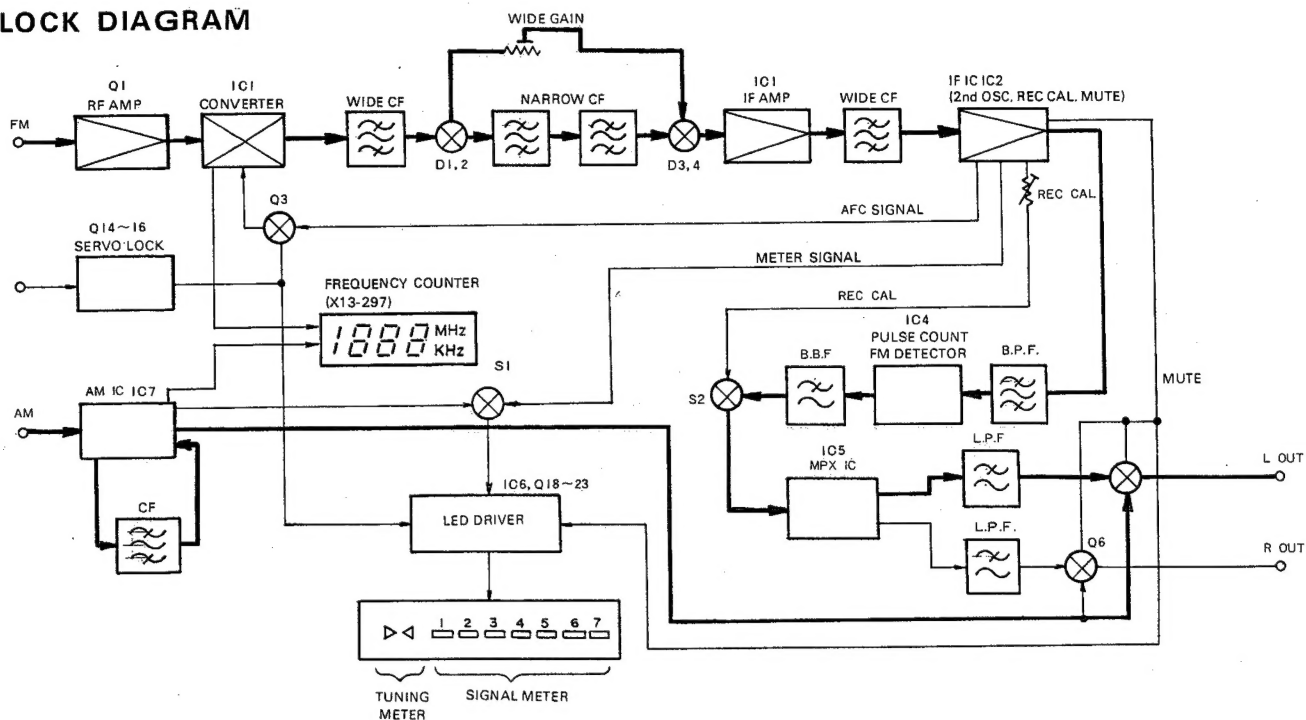 LOCK DIAGRAM
WIDE GAIN
Q1
RF AMP
IC1
CONVERTER
WIDE CF
NARROW CF
IC1
IF AMP
WIDE CF
IF IC IC2
(2nd OSC, REC CAL, MUTE)
FM
D1, 2
D3, 4
REC CAL
Q3
AFC SIGNAL
Q14~16
SERVO LOCK
METER SIGNAL
FREQUENCY COUNTER
(X13-297)
REC CAL
1888 MHz
KHz
IC4
PULSE COUNT
FM DETECTOR
B.B.F
B.P.F.
MUTE
S1
S2
AM IC IC7
AM
IC5
MPX IC
L.P.F
L OUT
IC6, Q18~23
LED DRIVER
CF
L.P.F.
Q6
R OUT
1 2 3 4 5 6 7
TUNING
METER
SIGNAL METER